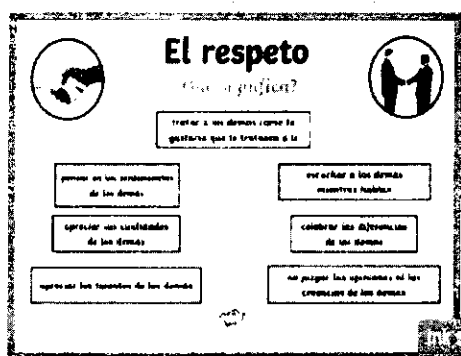 El respeto
¿Qué significa?
tratar a los demás como te
gustaría que te trataran a ti
pensar en los sentimientos
de los demás
escuchar a los demás
mientras hablan
apreciar las cualidades
de los demás
celebrar las diferencias
de los demás
apreciar los talentos de los demás
no juzgar las opiniones ni las
creencias de los demás